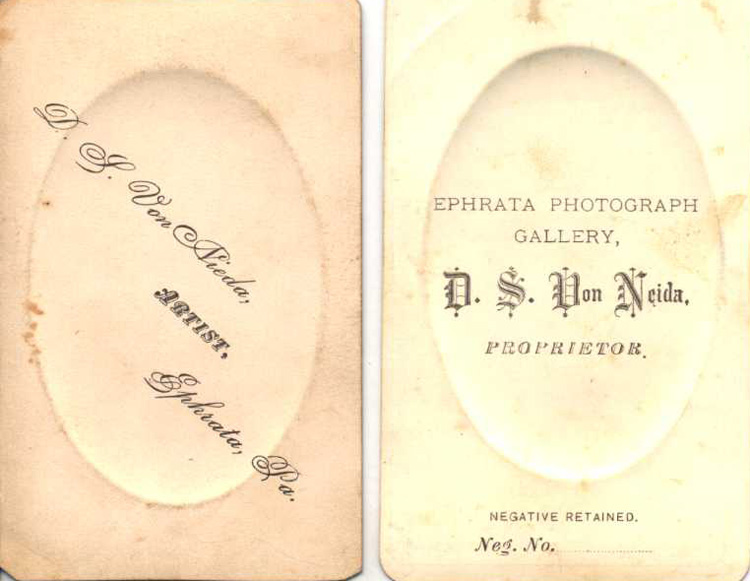 D. S. Von Nieda,
ARTIST,
Ephrata, Pa.
EPHRATA PHOTOGRAPH
GALLERY,
D. S. Von Neida,
PROPRIETOR.
NEGATIVE RETAINED.
Neg. No.